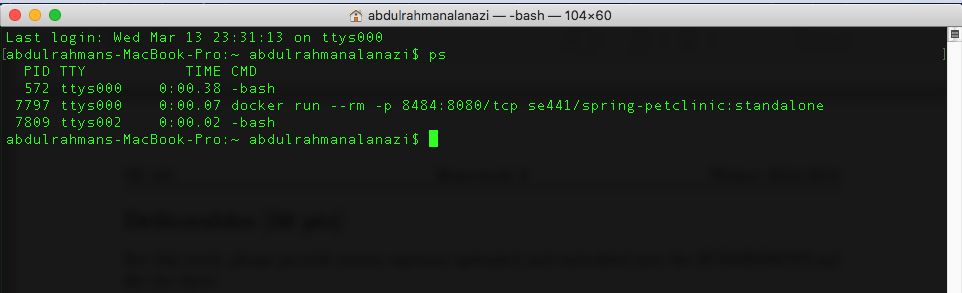 abdulrahmanalanazi — -bash — 104×60
Last login: Wed Mar 13 23:31:13 on ttys000
[abdulrahmans-MacBook-Pro:~ abdulrahmanalanazi$ ps ]
PID TTY TIME CMD
572 ttys000 0:00.38 -bash
7797 ttys000 0:00.07 docker run --rm -p 8484:8080/tcp se441/spring-petclinic:standalone
7809 ttys002 0:00.02 -bash
abdulrahmans-MacBook-Pro:~ abdulrahmanalanazi$